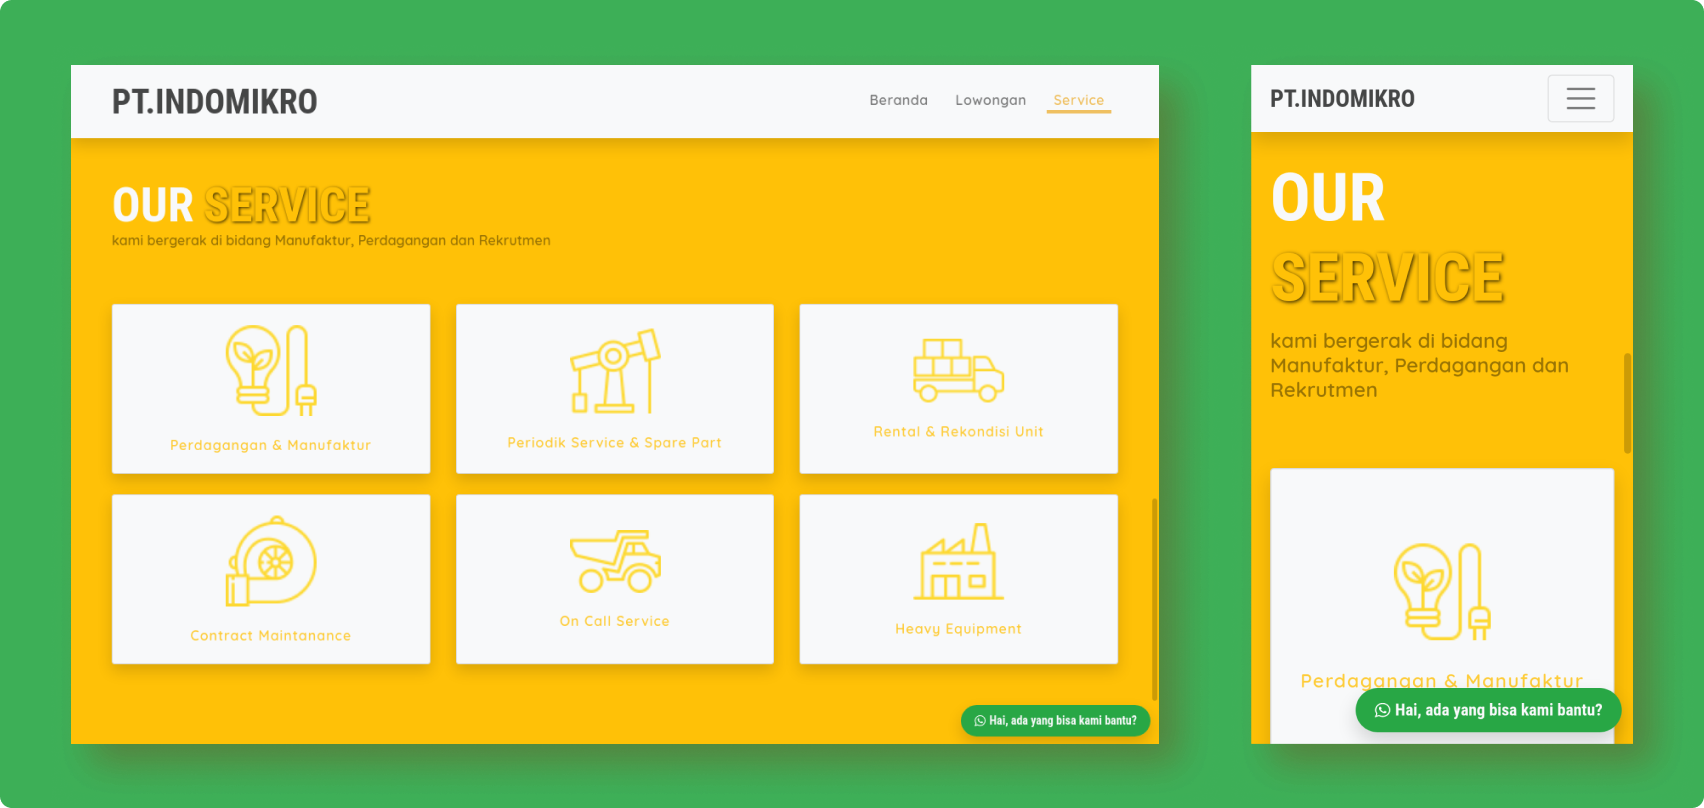 PT.INDOMIKRO
Beranda Lowongan Service
OUR SERVICE
kami bergerak di bidang Manufaktur, Perdagangan dan Rekrutmen
Perdagangan & Manufaktur
Periodik Service & Spare Part
Rental & Rekondisi Unit
Contract Maintanance
On Call Service
Heavy Equipment
Hai, ada yang bisa kami bantu?
PT.INDOMIKRO
OUR
SERVICE
kami bergerak di bidang
Manufaktur, Perdagangan dan
Rekrutmen
Perdagangan & Manufaktur
Hai, ada yang bisa kami bantu?